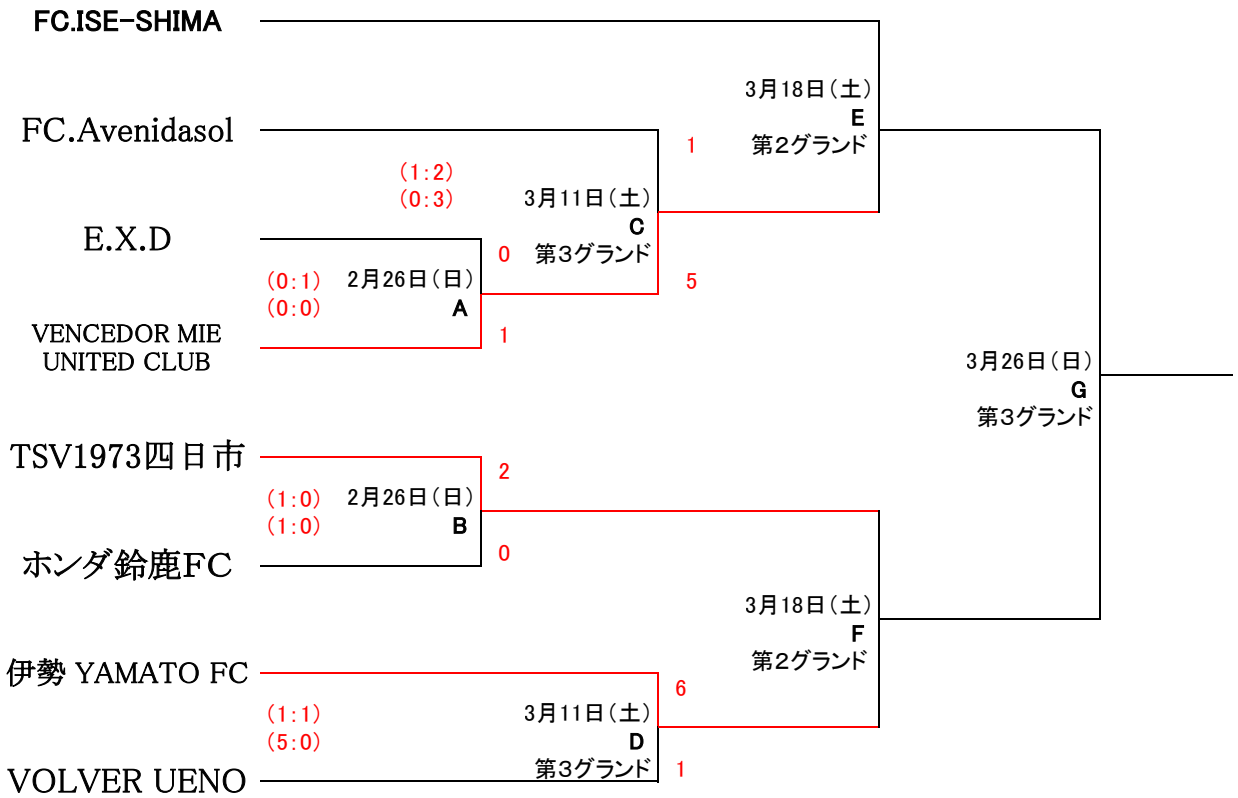 FC.ISE-SHIMA
3月18日(土)
E
第2グランド
FC.Avenidasol
1
(1:2)
(0:3)
3月11日(土)
C
第3グランド
E.X.D
0
(0:1)
(0:0)
2月26日(日)
A
5
VENCEDOR MIE
UNITED CLUB
1
3月26日(日)
G
第3グランド
TSV1973四日市
2
(1:0)
(1:0)
2月26日(日)
B
ホンダ鈴鹿FC
0
3月18日(土)
F
第2グランド
伊勢 YAMATO FC
6
(1:1)
(5:0)
3月11日(土)
D
第3グランド
VOLVER UENO
1